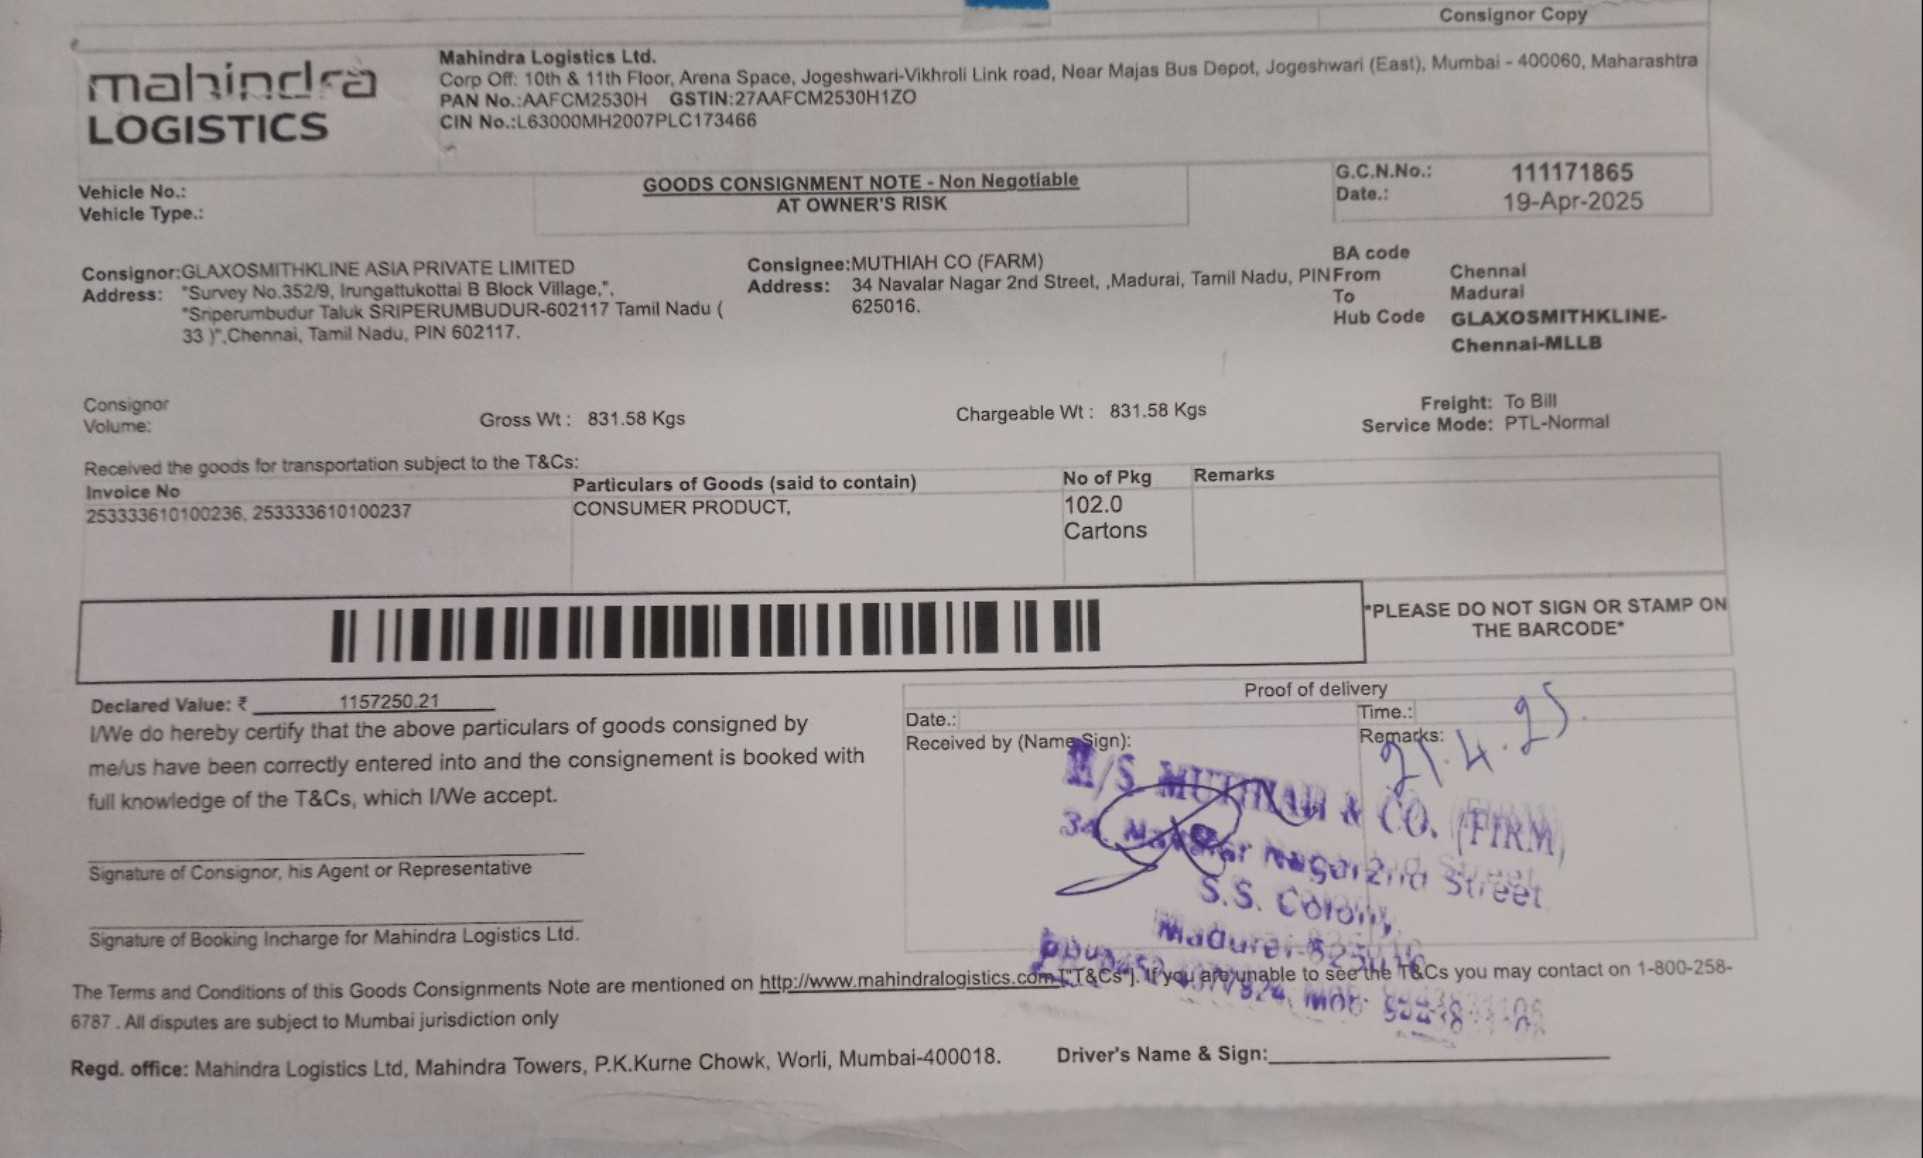 Consignor Copy
mahindra
LOGISTICS
Mahindra Logistics Ltd.
Corp Off: 10th & 11th Floor, Arena Space, Jogeshwari-Vikhroli Link road, Near Majas Bus Depot, Jogeshwari (East), Mumbai - 400060, Maharashtra
PAN No.:AAFCM2530H GSTIN:27AAFCM2530H1ZO
CIN No.:L63000MH2007PLC173466
Vehicle No.:
Vehicle Type.:
GOODS CONSIGNMENT NOTE - Non Negotiable
AT OWNER'S RISK
G.C.N.No.: 111171865
Date.: 19-Apr-2025
Consignor:GLAXOSMITHKLINE ASIA PRIVATE LIMITED
Address: "Survey No.352/9, Irungattukottai B Block Village,",
"Sriperumbudur Taluk SRIPERUMBUDUR-602117 Tamil Nadu (
33 )",Chennai, Tamil Nadu, PIN 602117.
Consignee:MUTHIAH CO (FARM)
Address: 34 Navalar Nagar 2nd Street, ,Madurai, Tamil Nadu, PIN
625016.
BA code
From Chennai
To Madurai
Hub Code GLAXOSMITHKLINE-
Chennai-MLLB
Consignor
Volume:
Gross Wt : 831.58 Kgs
Chargeable Wt : 831.58 Kgs
Freight: To Bill
Service Mode: PTL-Normal
Received the goods for transportation subject to the T&Cs:
Invoice No Particulars of Goods (said to contain) No of Pkg Remarks
253333610100236, 253333610100237 CONSUMER PRODUCT, 102.0
Cartons
*PLEASE DO NOT SIGN OR STAMP ON
THE BARCODE*
Declared Value: ₹ 1157250.21
I/We do hereby certify that the above particulars of goods consigned by
me/us have been correctly entered into and the consignement is booked with
full knowledge of the T&Cs, which I/We accept.
Signature of Consignor, his Agent or Representative
Signature of Booking Incharge for Mahindra Logistics Ltd.
Proof of delivery
Date.: Time.:
Received by (Name Sign): Remarks:
21.4.25
M/S. MUTHIAH & CO. (FIRM)
34, Navalar Nagar 2nd Street
S.S. Colony,
Madurai-625016
The Terms and Conditions of this Goods Consignments Note are mentioned on http://www.mahindralogistics.com ["T&Cs"]. If you are unable to see the T&Cs you may contact on 1-800-258-
6787 . All disputes are subject to Mumbai jurisdiction only
Regd. office: Mahindra Logistics Ltd, Mahindra Towers, P.K.Kurne Chowk, Worli, Mumbai-400018.
Driver's Name & Sign: